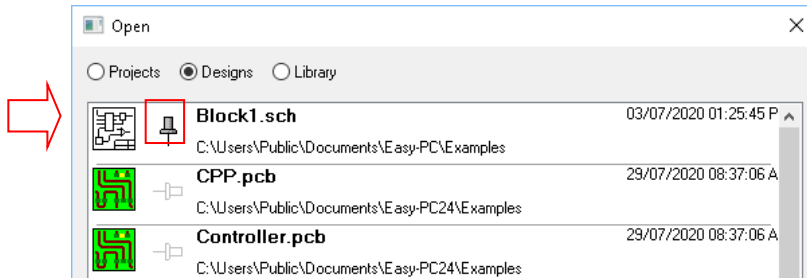 Open
Projects Designs Library
Block1.sch 03/07/2020 01:25:45 P
C:\Users\Public\Documents\Easy-PC\Examples
CPP.pcb 29/07/2020 08:37:06 A
C:\Users\Public\Documents\Easy-PC24\Examples
Controller.pcb 29/07/2020 08:37:06 A
C:\Users\Public\Documents\Easy-PC24\Examples